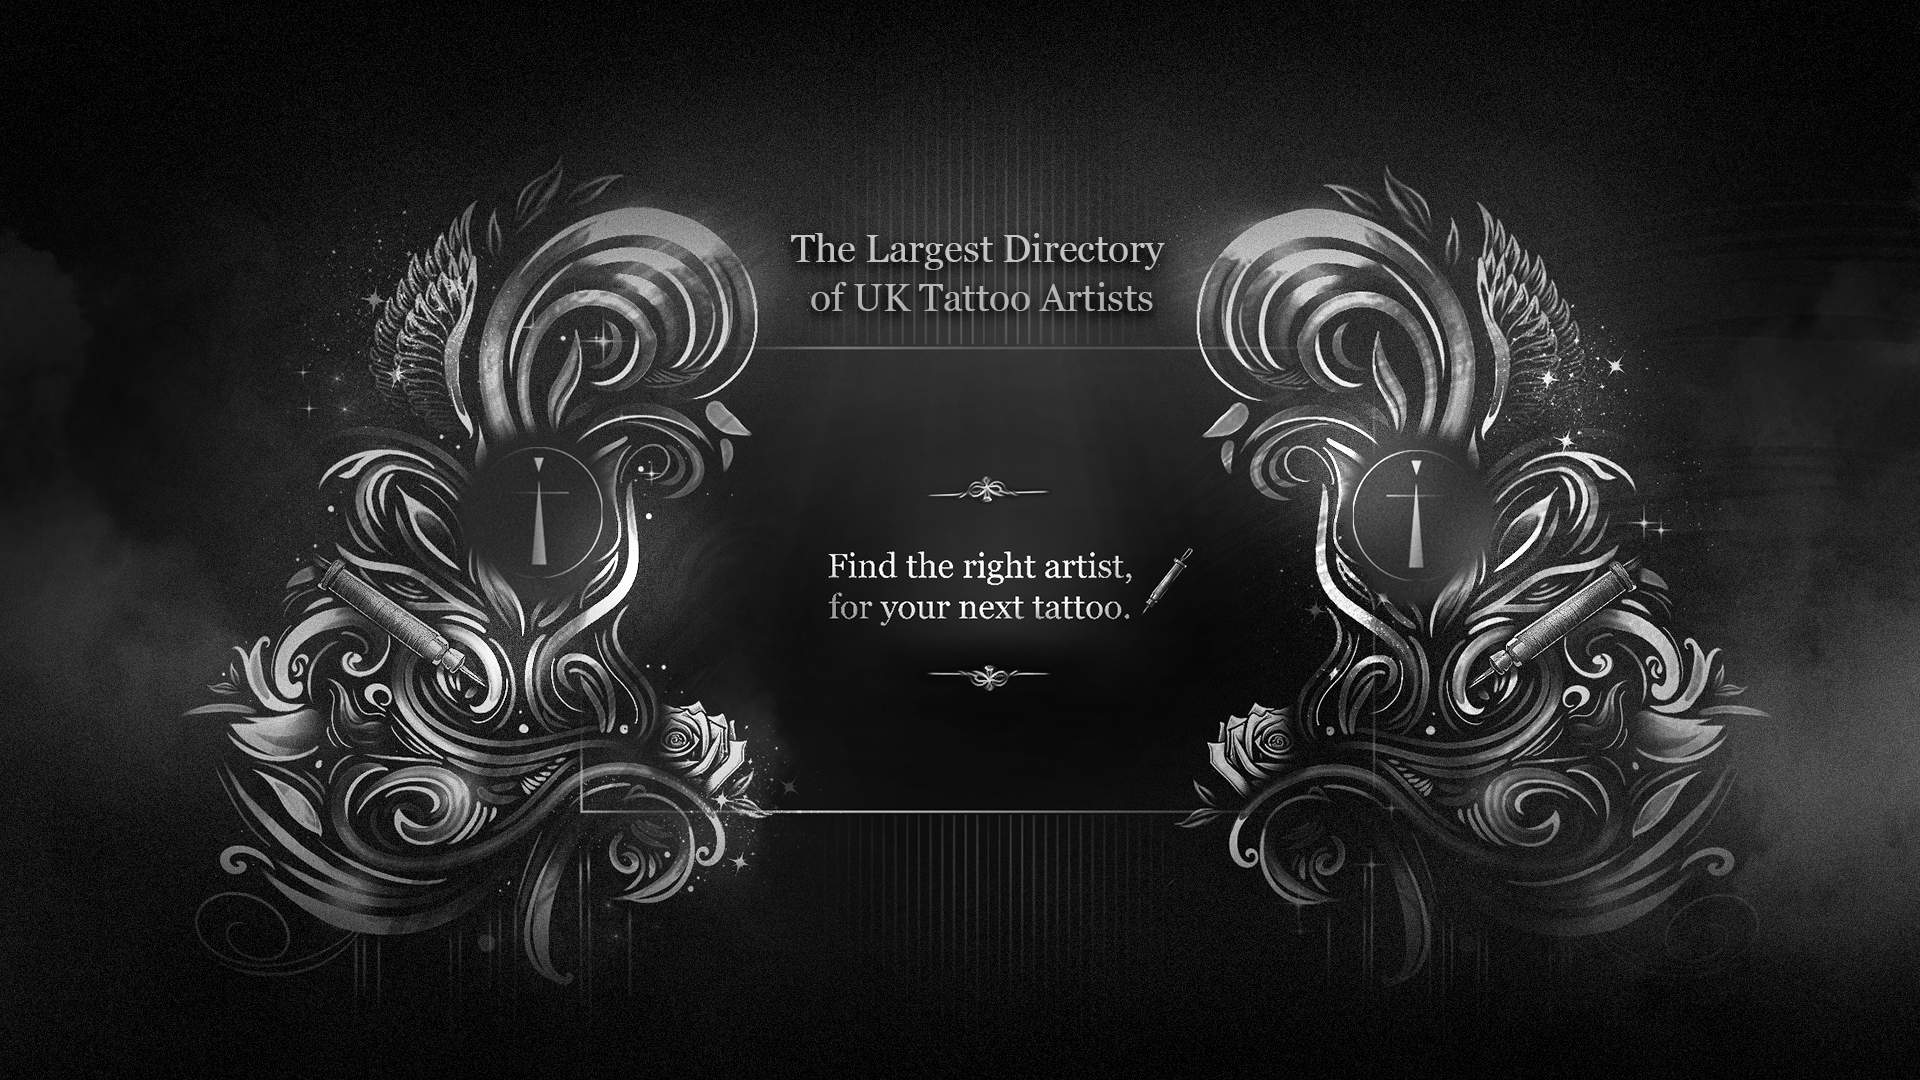 The Largest Directory
of UK Tattoo Artists
Find the right artist,
for your next tattoo.